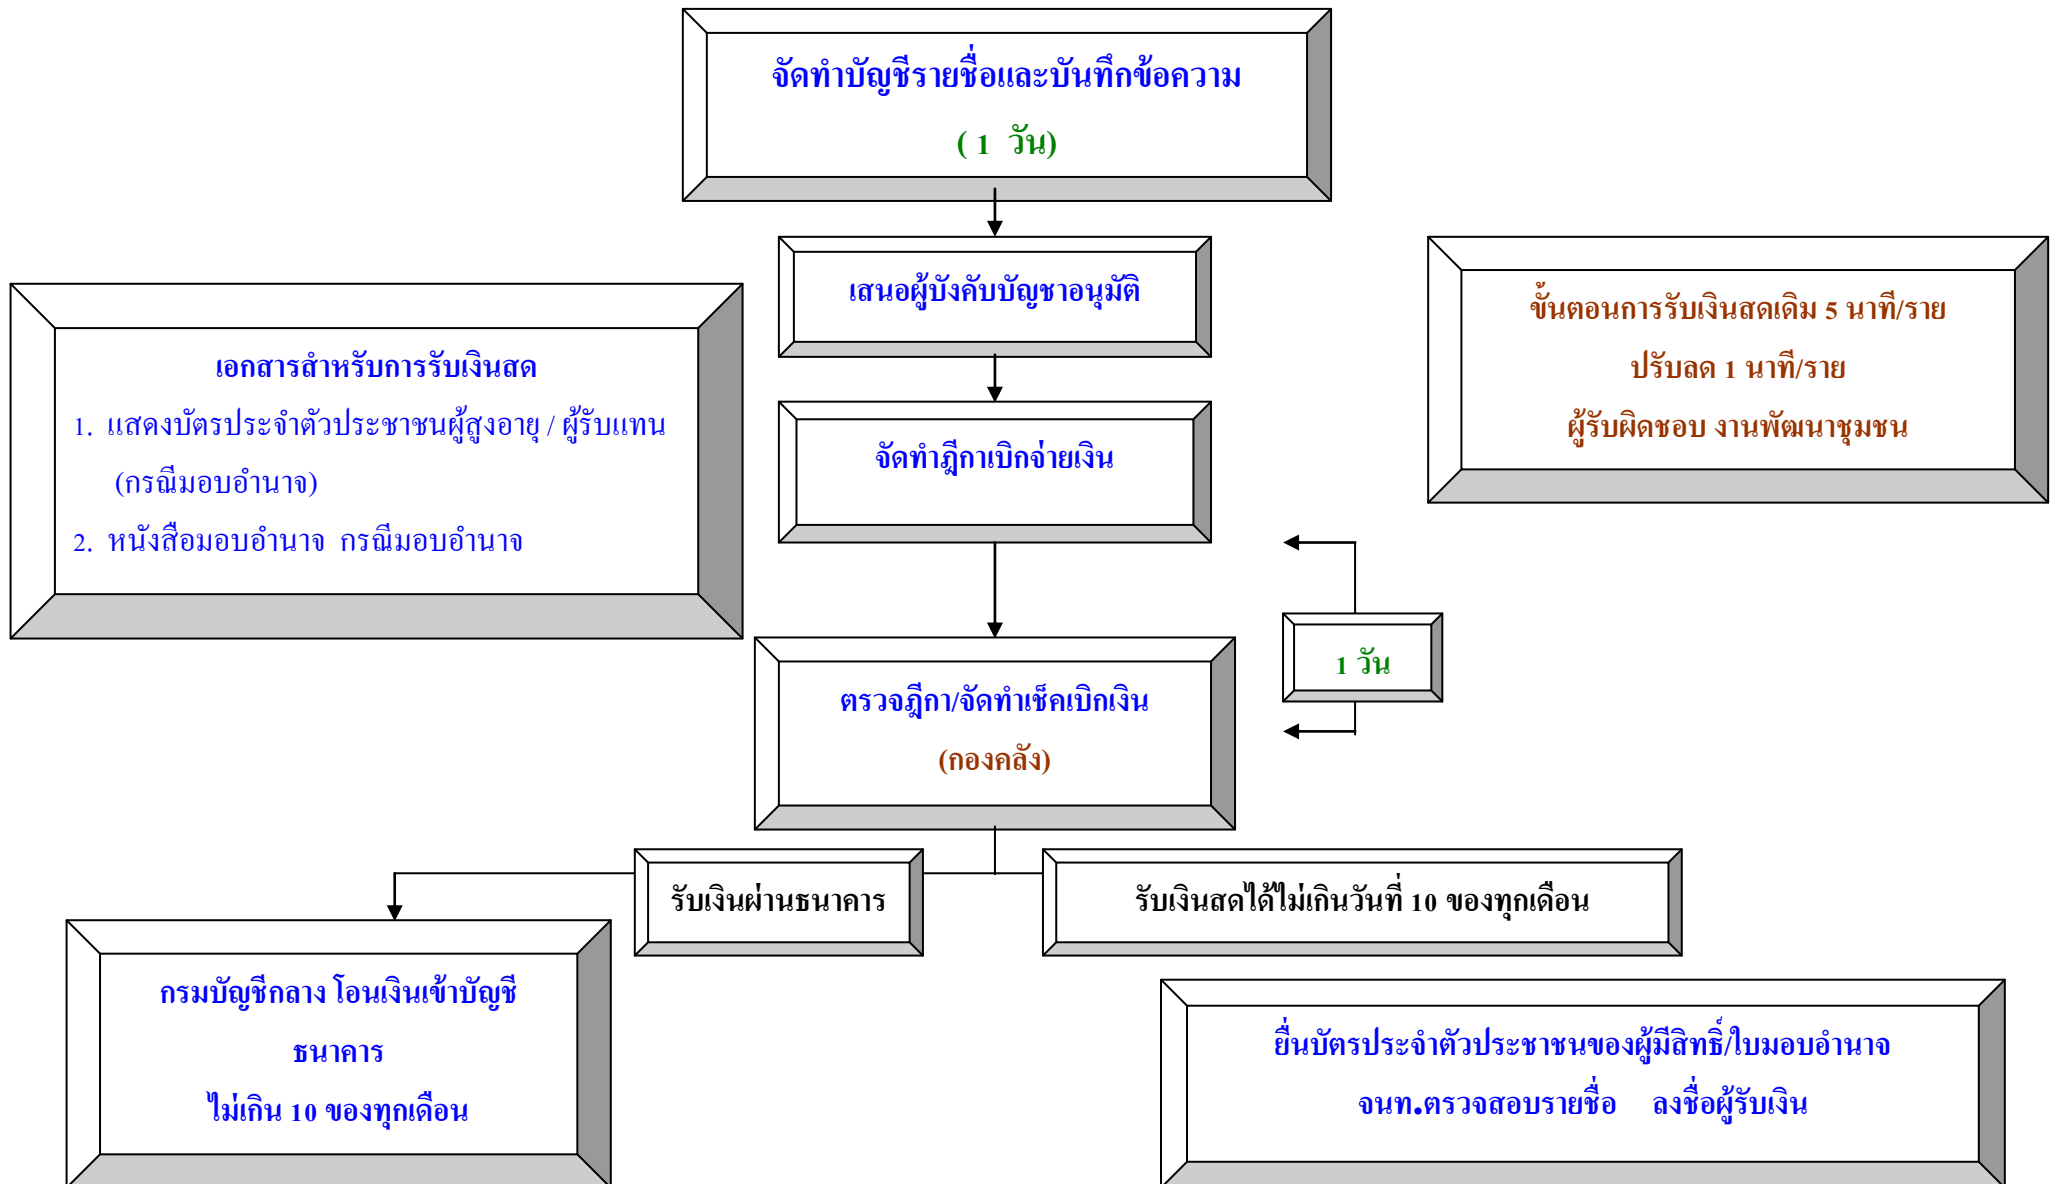 จัดทำบัญชีรายชื่อและบันทึกข้อความ
( 1 วัน)
เสนอผู้บังคับบัญชาอนุมัติ
ขั้นตอนการรับเงินสดเดิม 5 นาที/ราย
ปรับลด 1 นาที/ราย
ผู้รับผิดชอบ งานพัฒนาชุมชน
เอกสารสำหรับการรับเงินสด
1. แสดงบัตรประจำตัวประชาชนผู้สูงอายุ / ผู้รับแทน
(กรณีมอบอำนาจ)
2. หนังสือมอบอำนาจ กรณีมอบอำนาจ
จัดทำฎีกาเบิกจ่ายเงิน
1 วัน
ตรวจฎีกา/จัดทำเช็คเบิกเงิน
(กองคลัง)
รับเงินผ่านธนาคาร
รับเงินสดได้ไม่เกินวันที่ 10 ของทุกเดือน
กรมบัญชีกลาง โอนเงินเข้าบัญชี
ธนาคาร
ไม่เกิน 10 ของทุกเดือน
ยื่นบัตรประจำตัวประชาชนของผู้มีสิทธิ์/ใบมอบอำนาจ
จนท.ตรวจสอบรายชื่อ ลงชื่อผู้รับเงิน